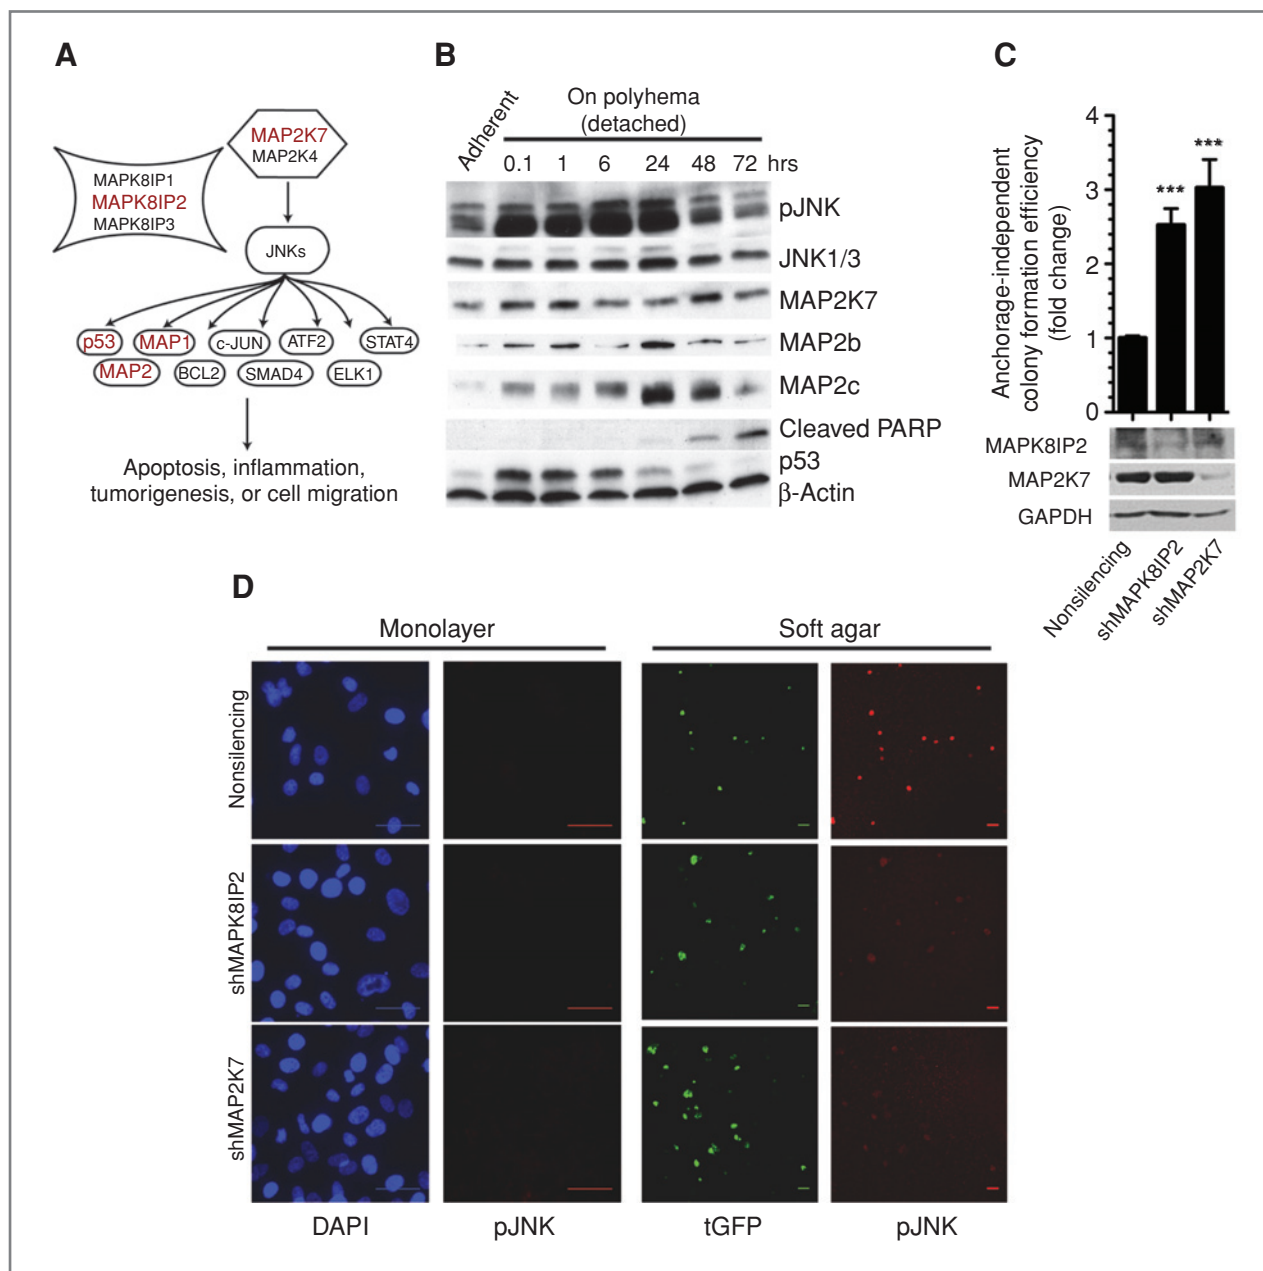 A
MAP2K7
MAP2K4
MAPK8IP1
MAPK8IP2
MAPK8IP3
JNKs
p53
MAP1
c-JUN
ATF2
STAT4
MAP2
BCL2
SMAD4
ELK1
Apoptosis, inflammation,
tumorigenesis, or cell migration
B
Adherent
On polyhema
(detached)
0.1 1 6 24 48 72 hrs
pJNK
JNK1/3
MAP2K7
MAP2b
MAP2c
Cleaved PARP
p53
β-Actin
C
Anchorage-independent
colony formation efficiency
(fold change)
4
3
2
1
0
***
***
MAPK8IP2
MAP2K7
GAPDH
Nonsilencing
shMAPK8IP2
shMAP2K7
D
Monolayer
Soft agar
Nonsilencing
shMAPK8IP2
shMAP2K7
DAPI
pJNK
tGFP
pJNK